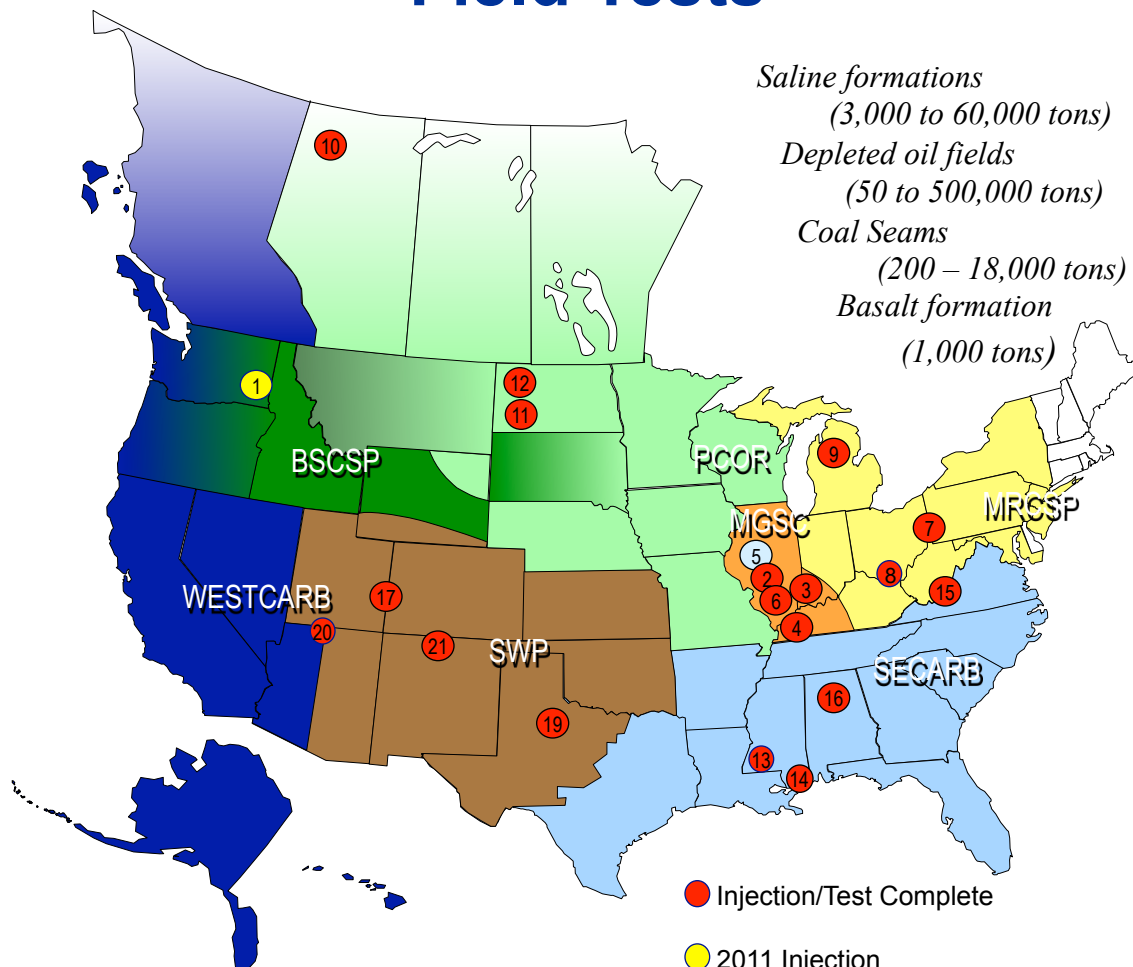 Field Tests
Saline formations
(3,000 to 60,000 tons)
Depleted oil fields
(50 to 500,000 tons)
Coal Seams
(200 – 18,000 tons)
Basalt formation
(1,000 tons)
10
12
1
11
BSCSP
PCOR
9
MGSC
MRCSP
7
5
2
8
3
15
WESTCARB
17
6
4
20
21
SWP
SECARB
16
19
13
14
Injection/Test Complete
2011 Injection